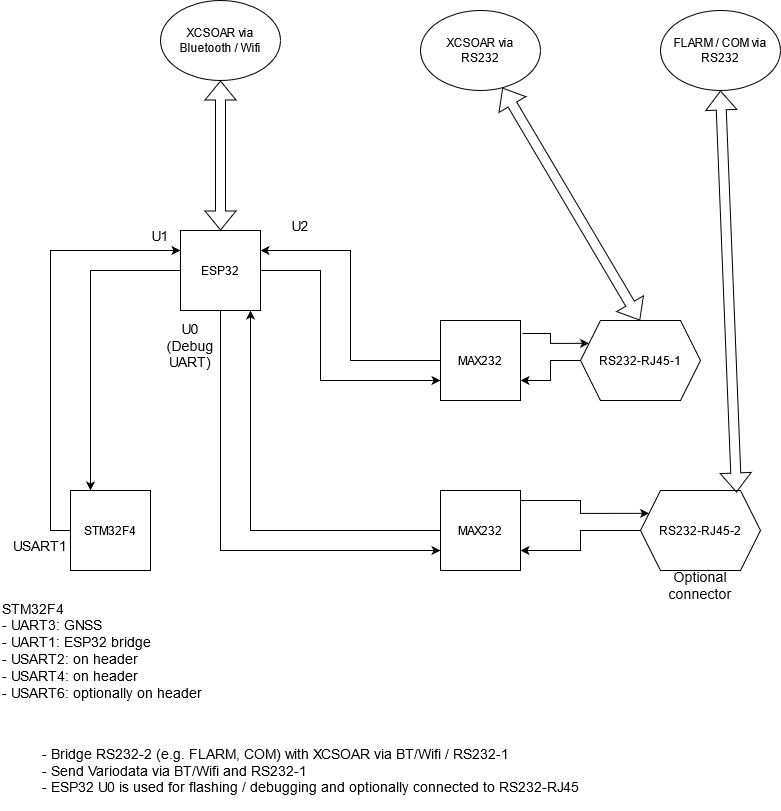 XCSOAR via
Bluetooth / Wifi
XCSOAR via
RS232
FLARM / COM via
RS232
U1
U2
ESP32
U0
(Debug
UART)
MAX232
RS232-RJ45-1
STM32F4
USART1
MAX232
RS232-RJ45-2
Optional
connector
STM32F4
- UART3: GNSS
- UART1: ESP32 bridge
- USART2: on header
- USART4: on header
- USART6: optionally on header
- Bridge RS232-2 (e.g. FLARM, COM) with XCSOAR via BT/Wifi / RS232-1
- Send Variodata via BT/Wifi and RS232-1
- ESP32 U0 is used for flashing / debugging and optionally connected to RS232-RJ45